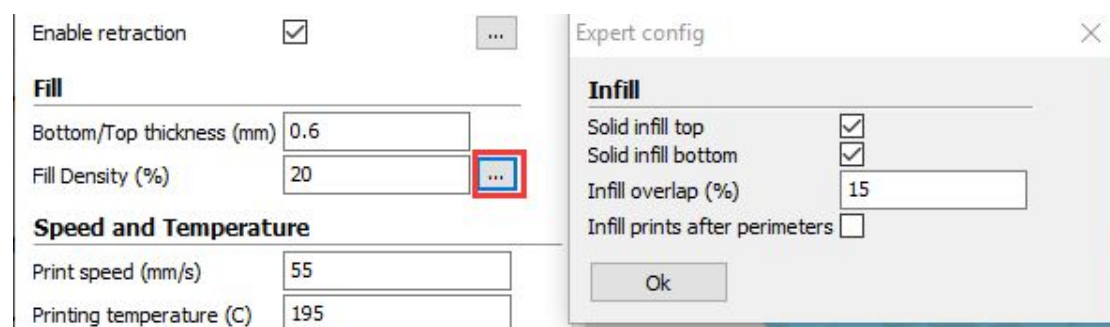 Enable retraction ...
Fill
Bottom/Top thickness (mm) 0.6
Fill Density (%) 20 ...
Speed and Temperature
Print speed (mm/s) 55
Printing temperature (C) 195
Expert config
Infill
Solid infill top
Solid infill bottom
Infill overlap (%) 15
Infill prints after perimeters
Ok